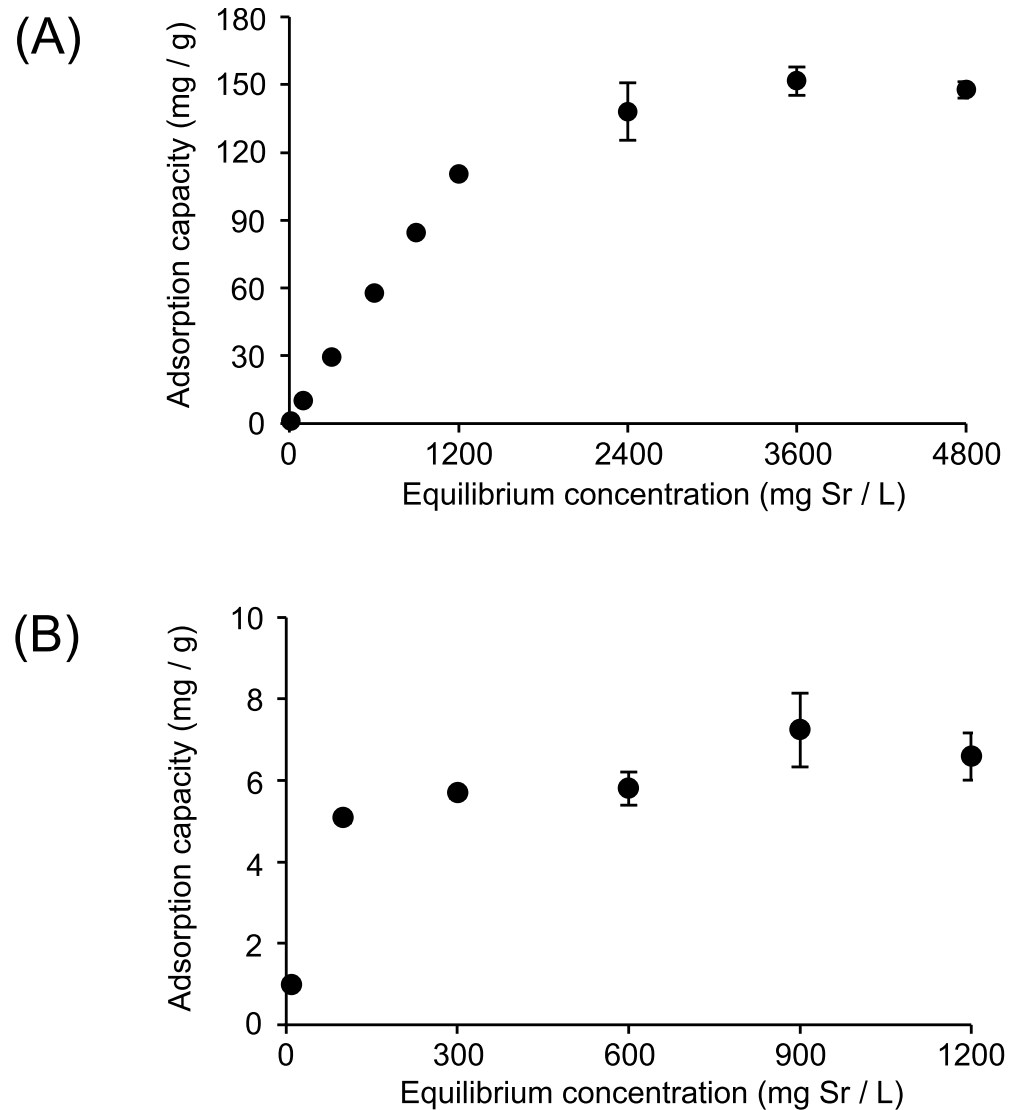 (A)
Adsorption capacity (mg / g)
180
150
120
90
60
30
0
0 1200 2400 3600 4800
Equilibrium concentration (mg Sr / L)
(B)
Adsorption capacity (mg / g)
10
8
6
4
2
0
0 300 600 900 1200
Equilibrium concentration (mg Sr / L)